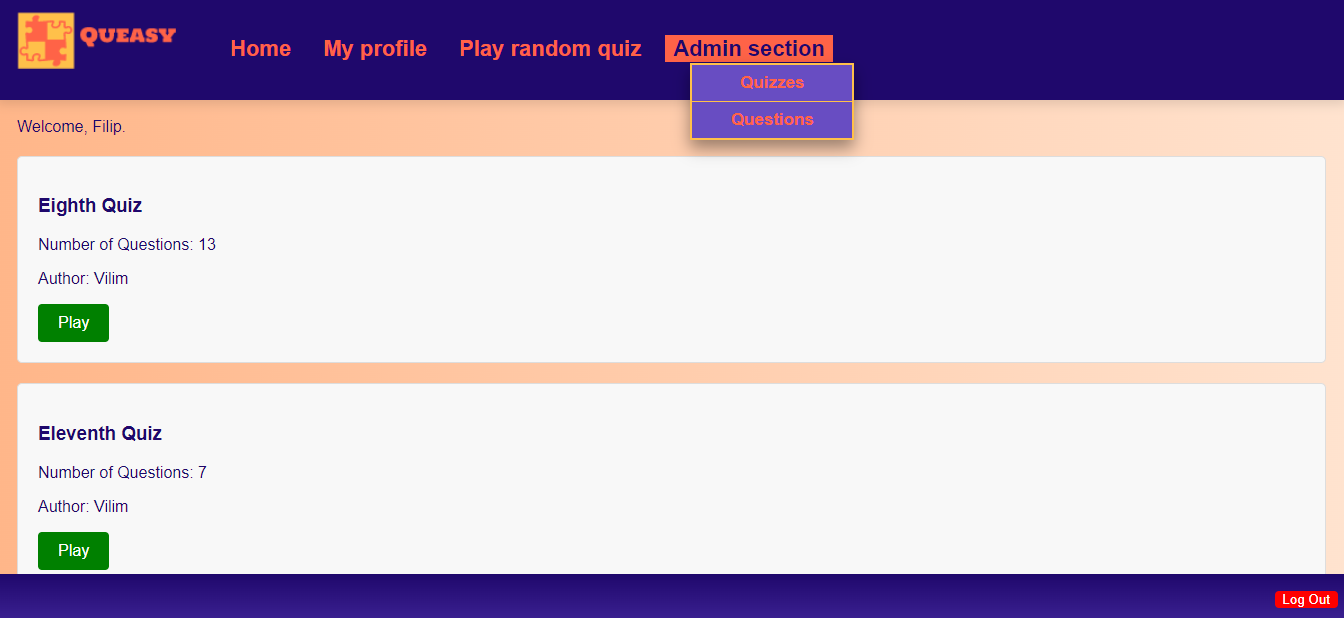 QUEASY
Home
My profile
Play random quiz
Admin section
Quizzes
Questions
Welcome, Filip.
Eighth Quiz
Number of Questions: 13
Author: Vilim
Play
Eleventh Quiz
Number of Questions: 7
Author: Vilim
Play
Log Out